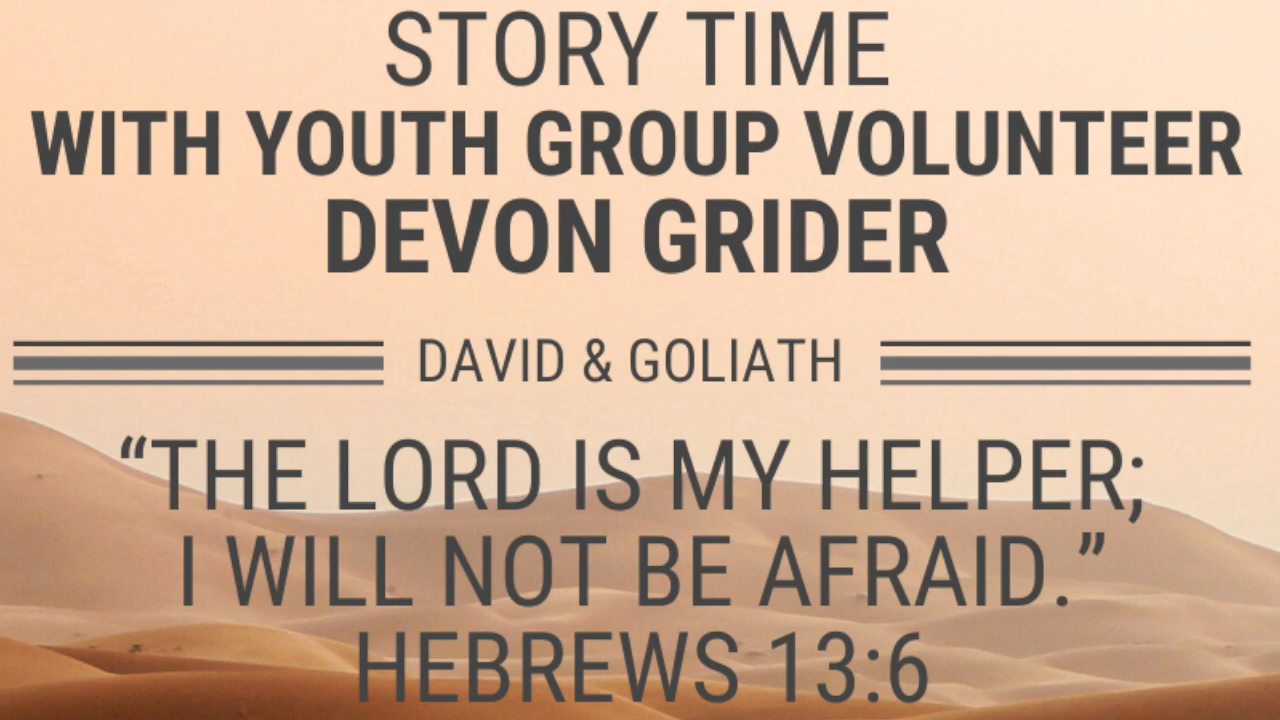 STORY TIME
WITH YOUTH GROUP VOLUNTEER
DEVON GRIDER
DAVID & GOLIATH
“THE LORD IS MY HELPER;
I WILL NOT BE AFRAID.”
HEBREWS 13:6